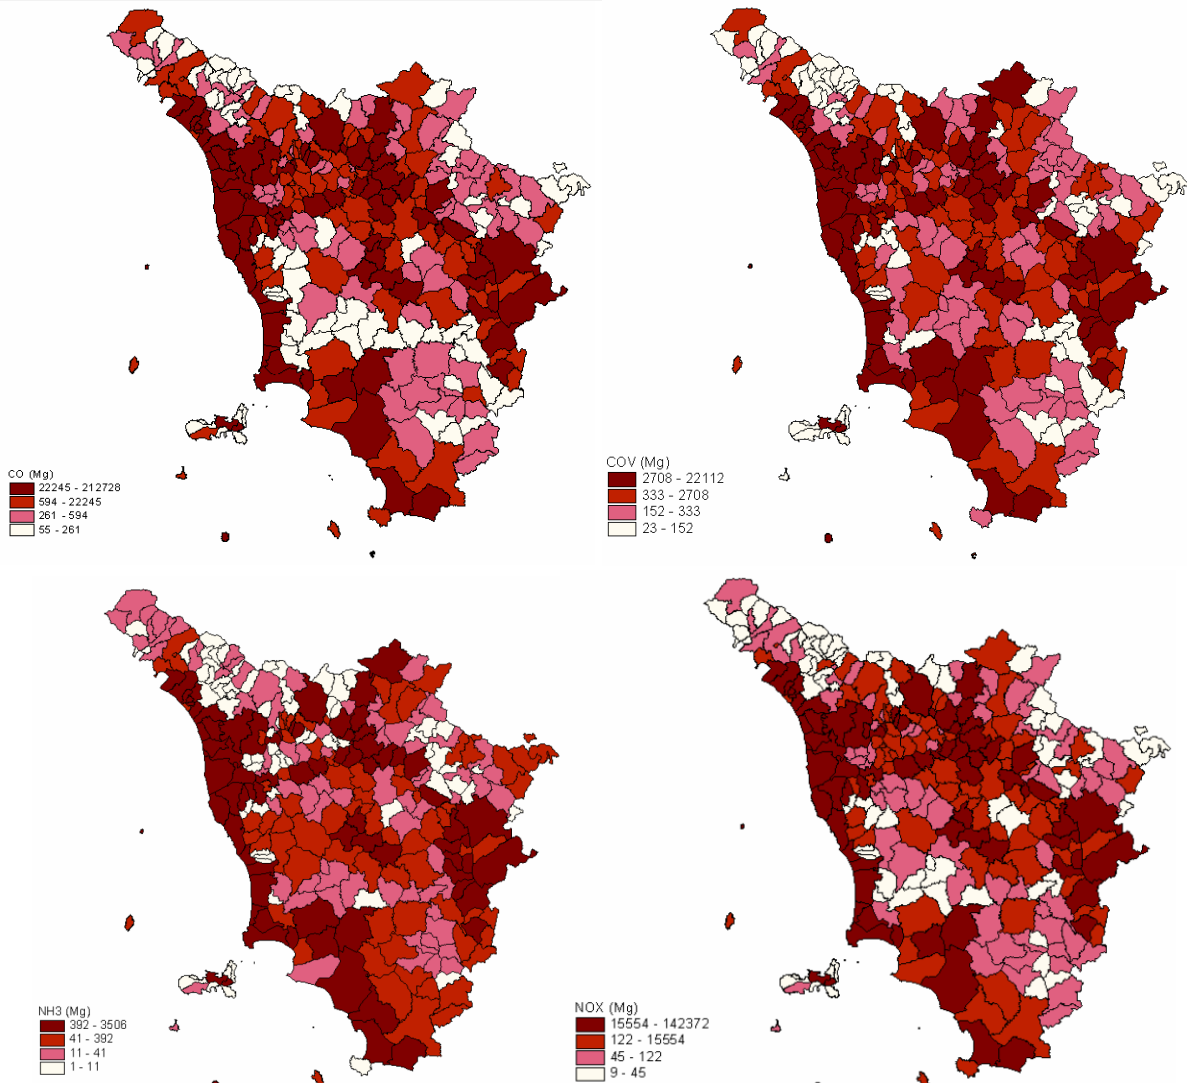 CO (Mg)
22245 - 212728
594 - 22245
261 - 594
55 - 261
COV (Mg)
2708 - 22112
333 - 2708
152 - 333
23 - 152
NH3 (Mg)
392 - 3506
41 - 392
11 - 41
1 - 11
NOX (Mg)
15554 - 142372
122 - 15554
45 - 122
9 - 45